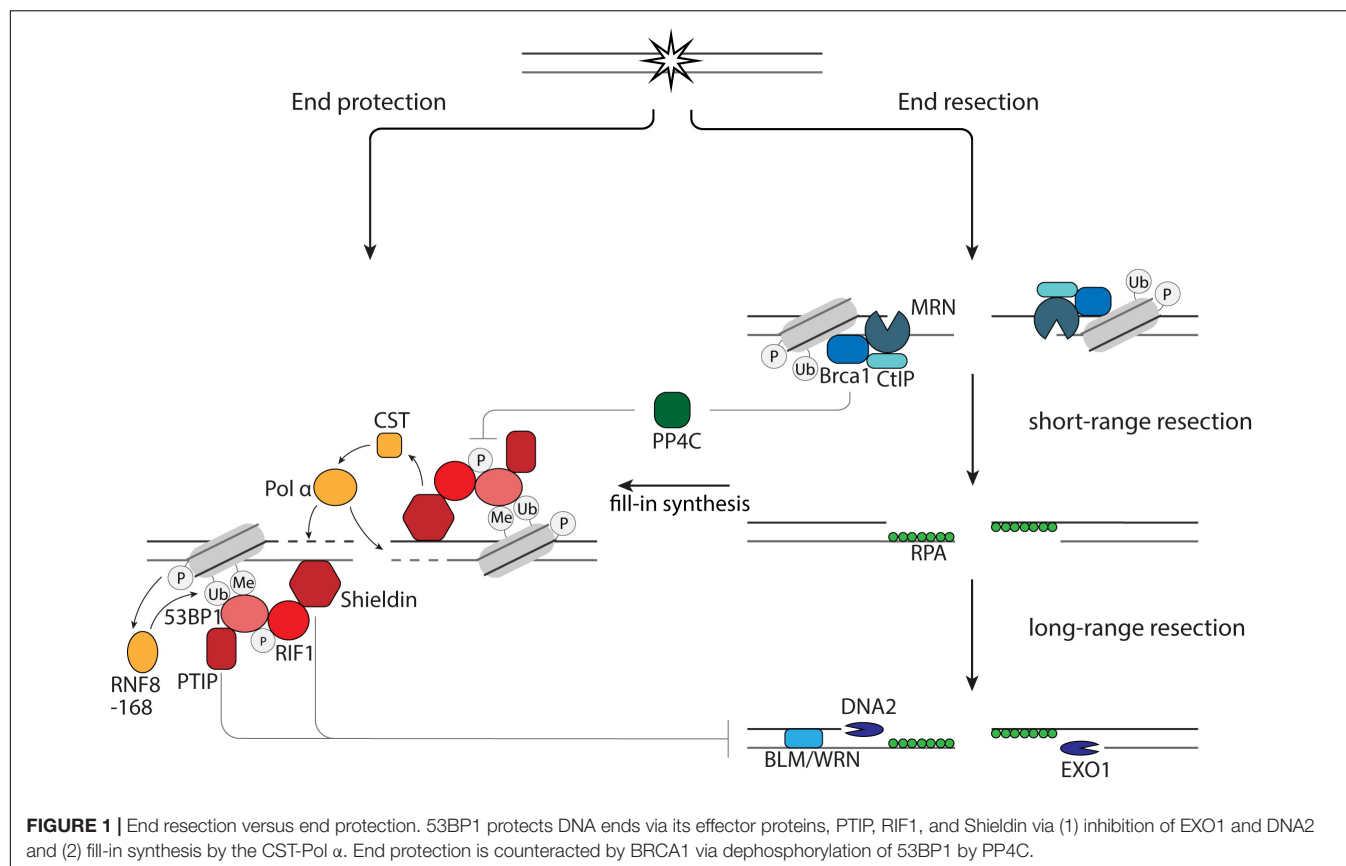 End protection
End resection
Ub
P
MRN
P
Ub
Brca1
CtIP
PP4C
short-range resection
CST
P
Pol α
fill-in synthesis
Me
Ub
P
RPA
P
Ub
Me
Shieldin
53BP1
P
RIF1
long-range resection
RNF8
-168
PTIP
DNA2
BLM/WRN
EXO1
FIGURE 1 | End resection versus end protection. 53BP1 protects DNA ends via its effector proteins, PTIP, RIF1, and Shieldin via (1) inhibition of EXO1 and DNA2
and (2) fill-in synthesis by the CST-Pol α. End protection is counteracted by BRCA1 via dephosphorylation of 53BP1 by PP4C.